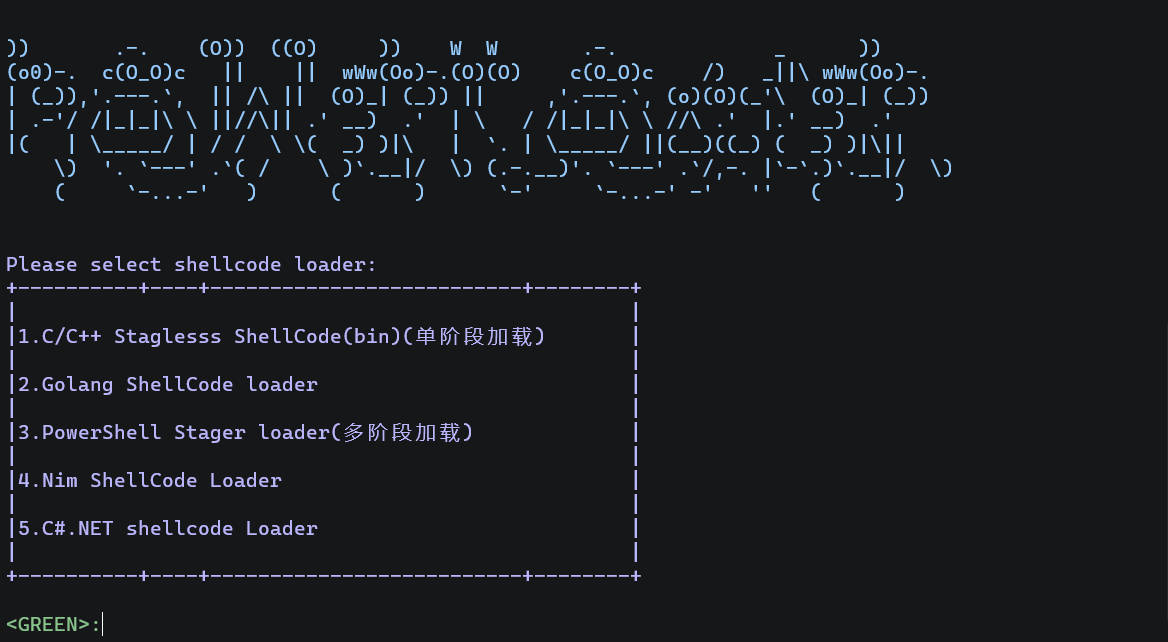 ))       .-.    (O))  ((O)     ))    W  W       .-.             _      ))
(o0)-.  c(O_O)c   ||    ||  wWw(Oo)-.(O)(O)    c(O_O)c    /)   _||\ wWw(Oo)-.
| (_)),'.---.`,  || /\ ||  (O)_| (_)) ||     ,'.---.`, (o)(O)(_'\  (O)_| (_))
| .-'/ /|_|_|\ \ ||//\|| .' __)  .'  | \   / /|_|_|\ \ //\ .'  |.' __)  .'
|(   | \_____/ | / /  \ \(  _) )|\   |  `. | \_____/ ||(__)((_) (  _) )|\||
    \)  '. `---' .`( /    \ )`.__|/  \) (.-.__)'. `---' .`/,-. |`-`.)`.__|/  \)
    (     `-...-'   )      (      )      `-'     `-...-' -'   ''   (      )
Please select shellcode loader:
+----------+----+--------------------------+--------+
|                                                   |
|1.C/C++ Staglesss ShellCode(bin)(单阶段加载)       |
|                                                   |
|2.Golang ShellCode loader                          |
|                                                   |
|3.PowerShell Stager loader(多阶段加载)             |
|                                                   |
|4.Nim ShellCode Loader                             |
|                                                   |
|5.C#.NET shellcode Loader                          |
|                                                   |
+----------+----+--------------------------+--------+
<GREEN>: